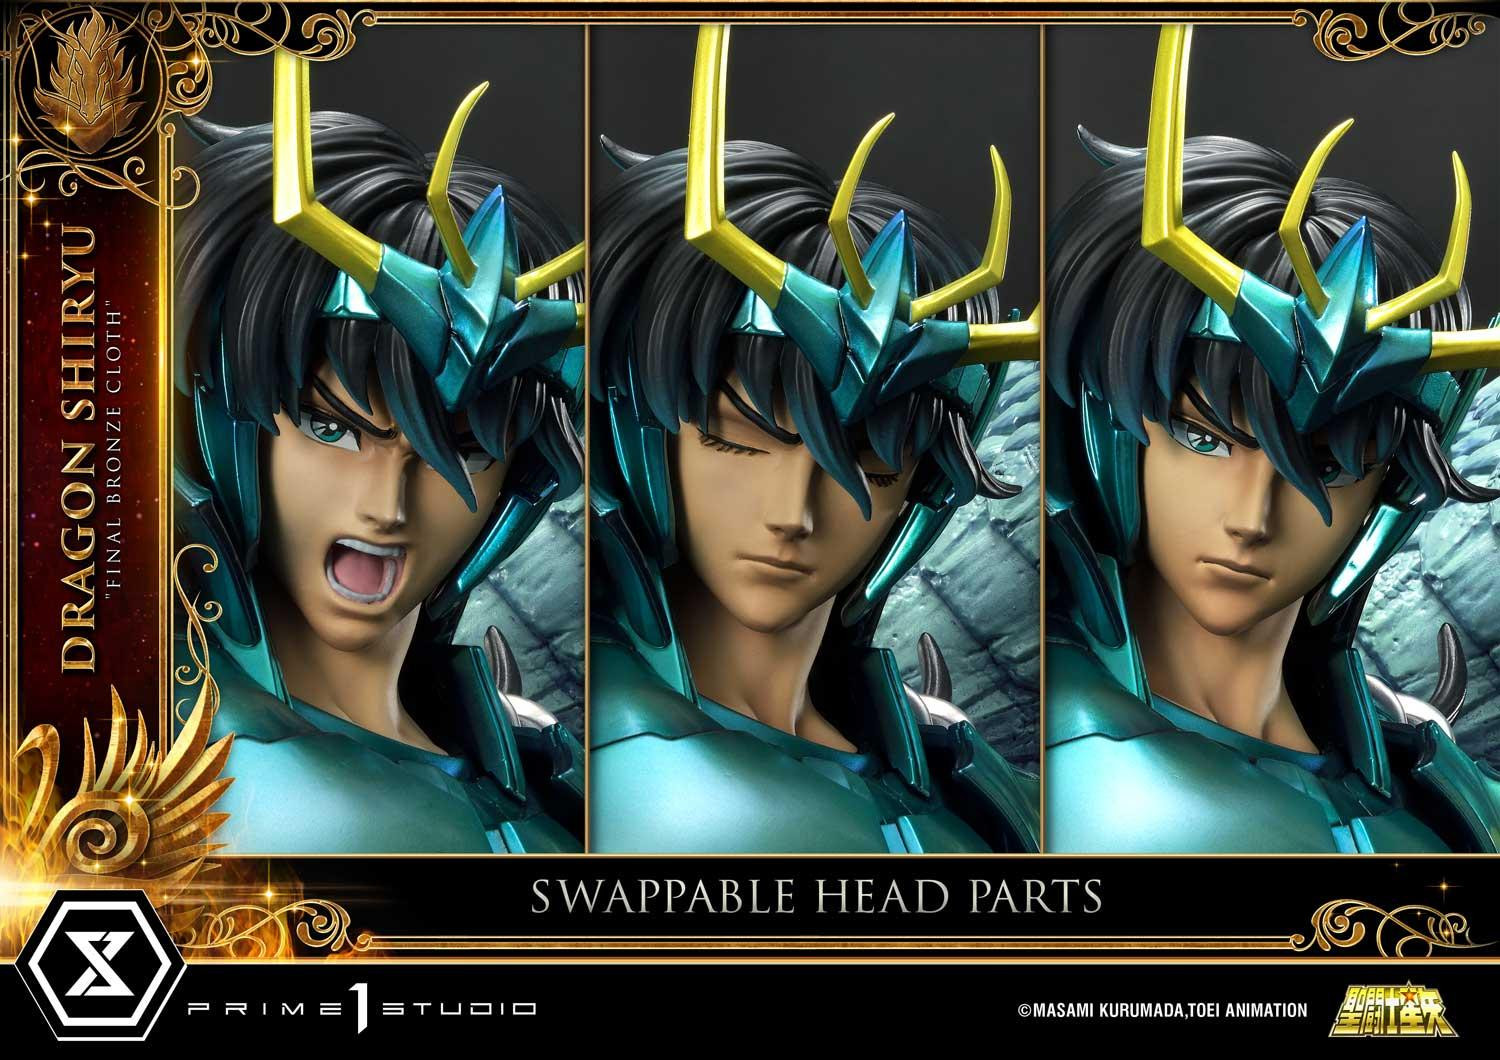 DRAGON SHIRYU
"FINAL BRONZE CLOTH"
SWAPPABLE HEAD PARTS
PRIME 1 STUDIO
©MASAMI KURUMADA,TOEI ANIMATION
聖闘士星矢